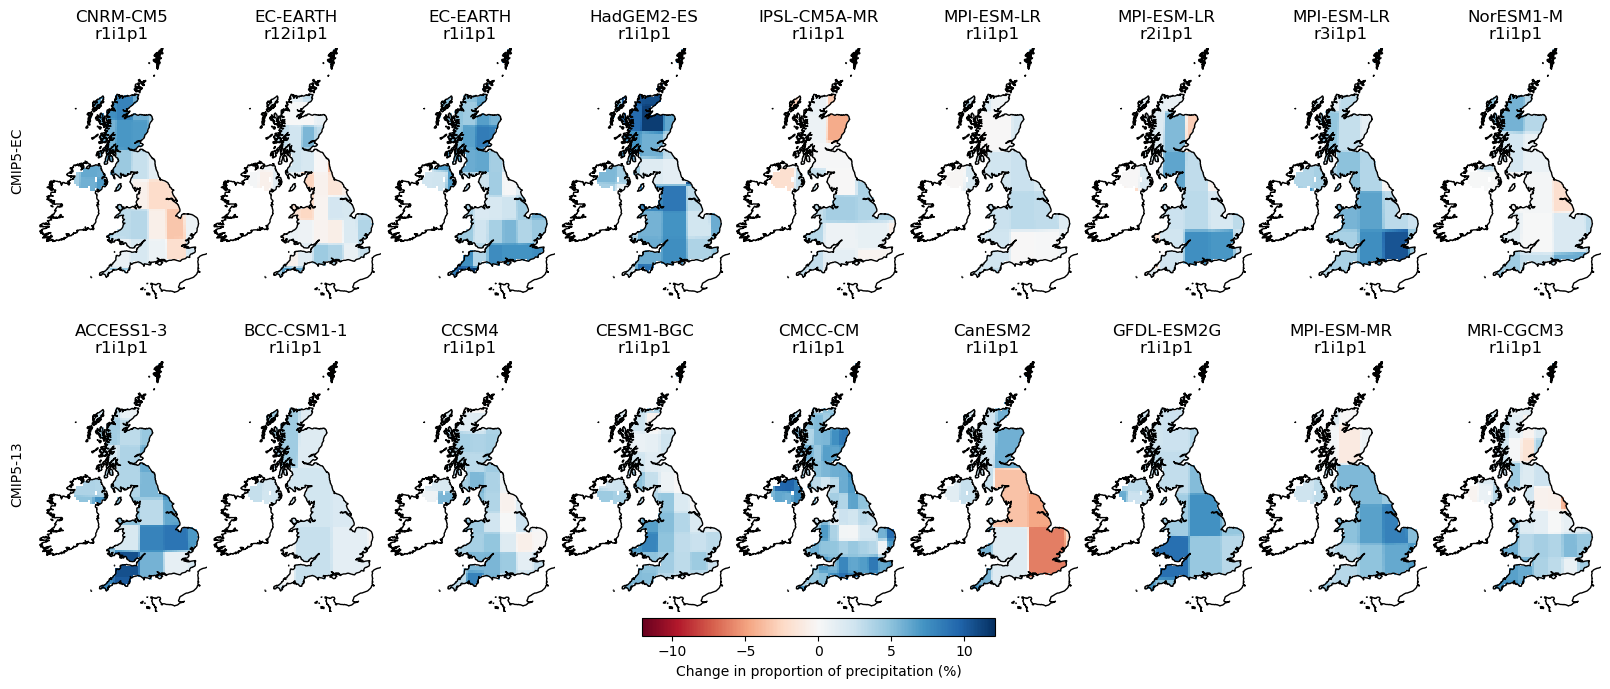 CNRM-CM5 EC-EARTH EC-EARTH HadGEM2-ES IPSL-CM5A-MR MPI-ESM-LR MPI-ESM-LR MPI-ESM-LR NorESM1-M
r1i1p1 r12i1p1 r1i1p1 r1i1p1 r1i1p1 r1i1p1 r2i1p1 r3i1p1 r1i1p1
CMIP5-EC
ACCESS1-3 BCC-CSM1-1 CCSM4 CESM1-BGC CMCC-CM CanESM2 GFDL-ESM2G MPI-ESM-MR MRI-CGCM3
r1i1p1 r1i1p1 r1i1p1 r1i1p1 r1i1p1 r1i1p1 r1i1p1 r1i1p1 r1i1p1
CMIP5-13
−10 −5 0 5 10
Change in proportion of precipitation (%)